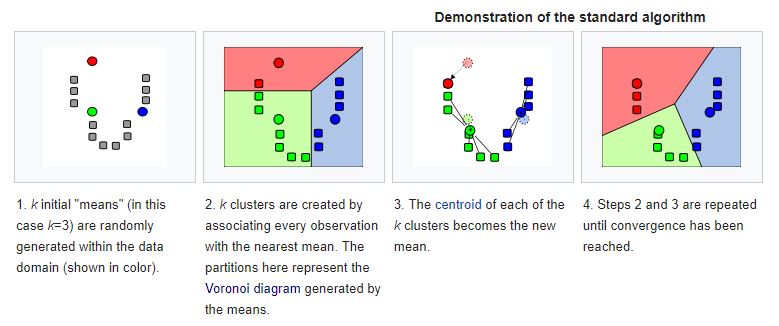 Demonstration of the standard algorithm
1. k initial "means" (in this
case k=3) are randomly
generated within the data
domain (shown in color).
2. k clusters are created by
associating every observation
with the nearest mean. The
partitions here represent the
Voronoi diagram generated by
the means.
3. The centroid of each of the
k clusters becomes the new
mean.
4. Steps 2 and 3 are repeated
until convergence has been
reached.